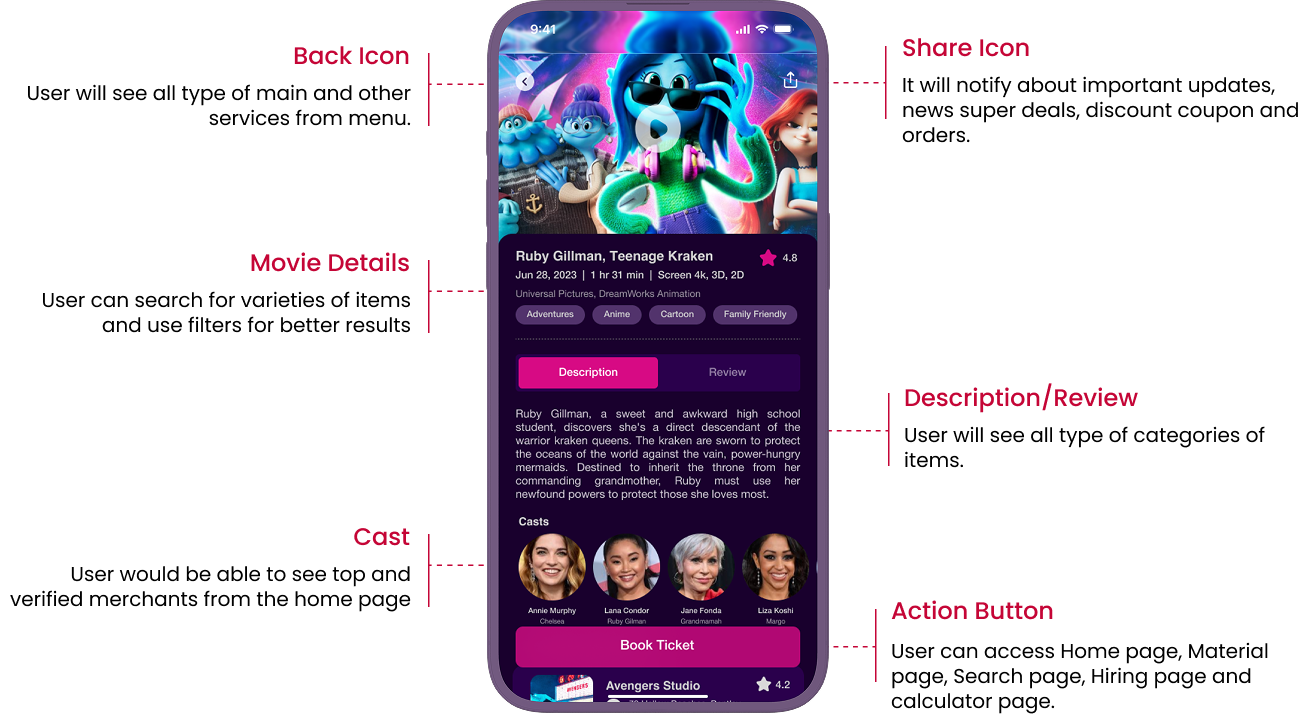 Back Icon
User will see all type of main and other
services from menu.
Movie Details
User can search for varieties of items
and use filters for better results
Cast
User would be able to see top and
verified merchants from the home page
9:41
Ruby Gillman, Teenage Kraken
4.8
Jun 28, 2023 | 1 hr 31 min | Screen 4k, 3D, 2D
Universal Pictures, DreamWorks Animation
Adventures Anime Cartoon Family Friendly
Description Review
Ruby Gillman, a sweet and awkward high school
student, discovers she's a direct descendant of the
warrior kraken queens. The kraken are sworn to protect
the oceans of the world against the vain, power-hungry
mermaids. Destined to inherit the throne from her
commanding grandmother, Ruby must use her
newfound powers to protect those she loves most.
Casts
Annie Murphy Lana Condor Jane Fonda Liza Koshi
Chelsea Ruby Gilman Grandmamah Margo
Book Ticket
Avengers Studio
4.2
Share Icon
It will notify about important updates,
news super deals, discount coupon and
orders.
Description/Review
User will see all type of categories of
items.
Action Button
User can access Home page, Material
page, Search page, Hiring page and
calculator page.